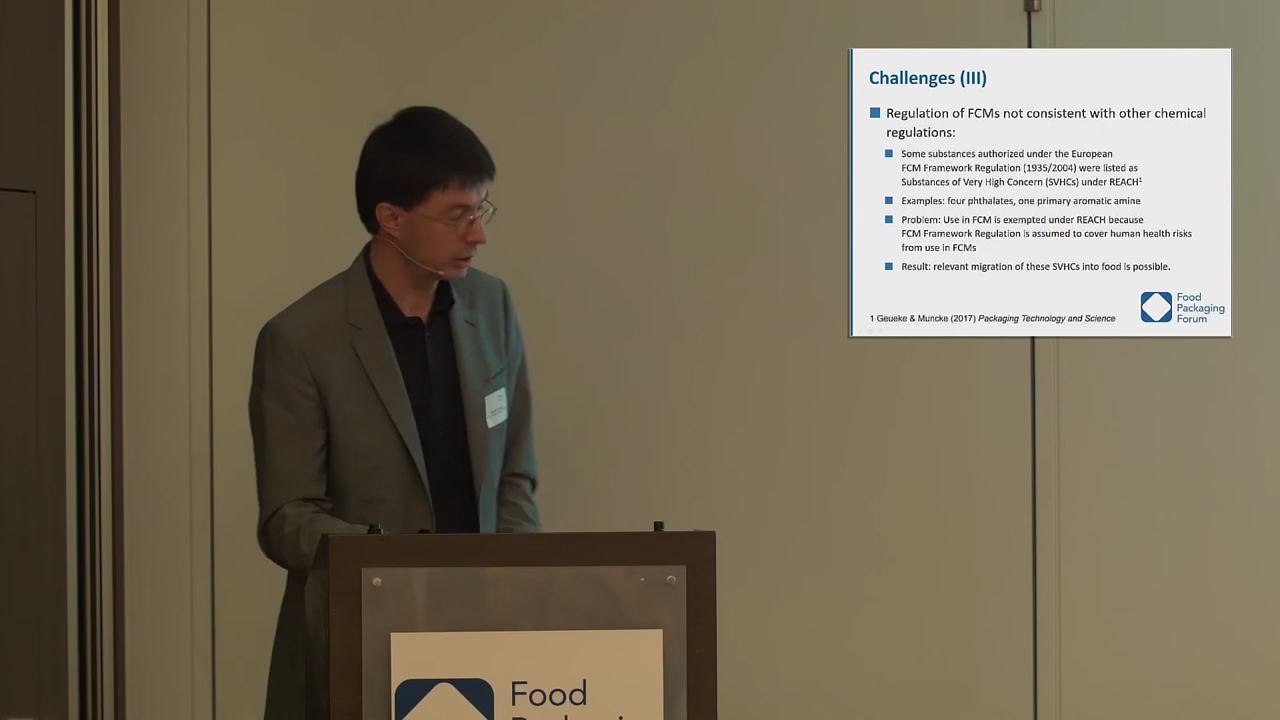 Challenges (III)
Regulation of FCMs not consistent with other chemical
regulations:
Some substances authorized under the European
FCM Framework Regulation (1935/2004) were listed as
Substances of Very High Concern (SVHCs) under REACH¹
Examples: four phthalates, one primary aromatic amine
Problem: Use in FCM is exempted under REACH because
FCM Framework Regulation is assumed to cover human health risks
from use in FCMs
Result: relevant migration of these SVHCs into food is possible.
1 Geueke & Muncke (2017) Packaging Technology and Science
Food
Packaging
Forum
Food